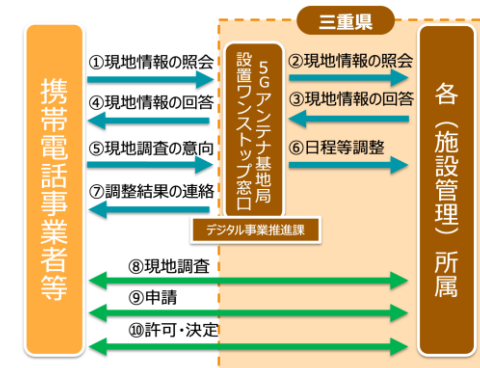 三重県
携帯電話事業者等
①現地情報の照会
④現地情報の回答
⑤現地調査の意向
⑦調整結果の連絡
5Gアンテナ基地局
設置ワンストップ窓口
デジタル事業推進課
②現地情報の照会
③現地情報の回答
⑥日程等調整
各（施設管理）所属
⑧現地調査
⑨申請
⑩許可・決定